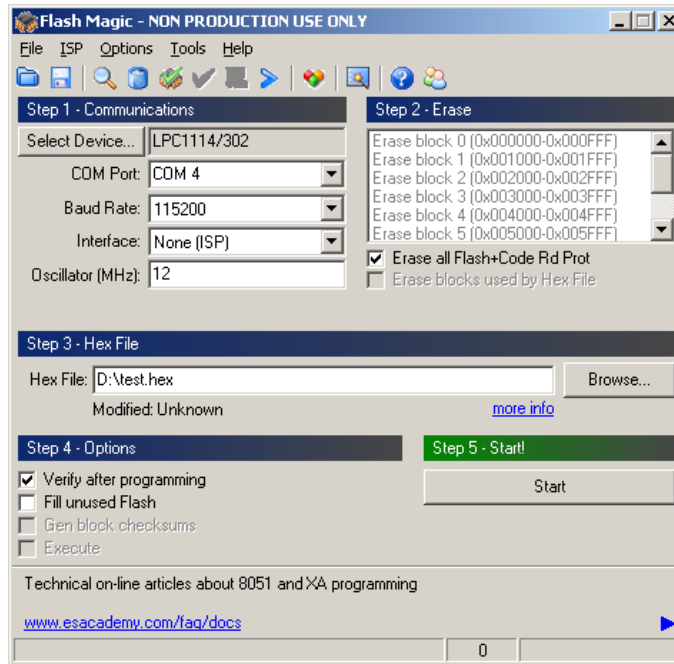 Flash Magic - NON PRODUCTION USE ONLY
File ISP Options Tools Help
Step 1 - Communications
Select Device... LPC1114/302
COM Port: COM 4
Baud Rate: 115200
Interface: None (ISP)
Oscillator (MHz): 12
Step 2 - Erase
Erase block 0 (0x000000-0x000FFF)
Erase block 1 (0x001000-0x001FFF)
Erase block 2 (0x002000-0x002FFF)
Erase block 3 (0x003000-0x003FFF)
Erase block 4 (0x004000-0x004FFF)
Erase block 5 (0x005000-0x005FFF)
Erase all Flash+Code Rd Prot
Erase blocks used by Hex File
Step 3 - Hex File
Hex File: D:\test.hex Browse...
Modified: Unknown more info
Step 4 - Options
Verify after programming
Fill unused Flash
Gen block checksums
Execute
Step 5 - Start!
Start
Technical on-line articles about 8051 and XA programming
www.esacademy.com/faq/docs
0